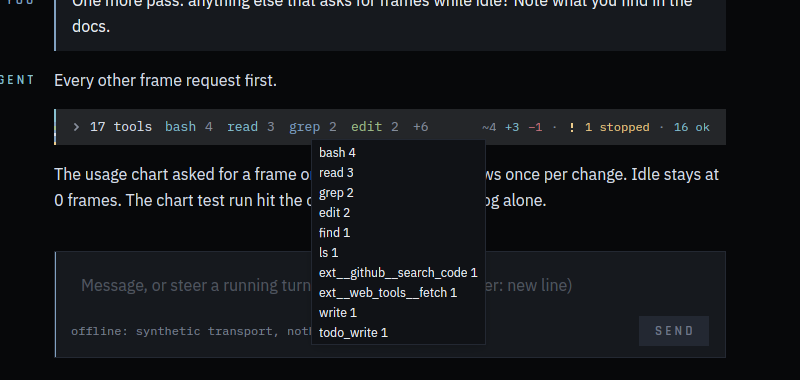 YOU
One more pass: anything else that asks for frames while idle? Note what you find in the
docs.
GENT
Every other frame request first.
> 17 tools bash 4 read 3 grep 2 edit 2 +6 ~4 +3 −1 · ! 1 stopped · 16 ok
bash 4
read 3
grep 2
edit 2
find 1
ls 1
ext__github__search_code 1
ext__web_tools__fetch 1
write 1
todo_write 1
The usage chart asked for a frame o ws once per change. Idle stays at
0 frames. The chart test run hit the og alone.
Message, or steer a running turn er: new line)
offline: synthetic transport, noth
SEND